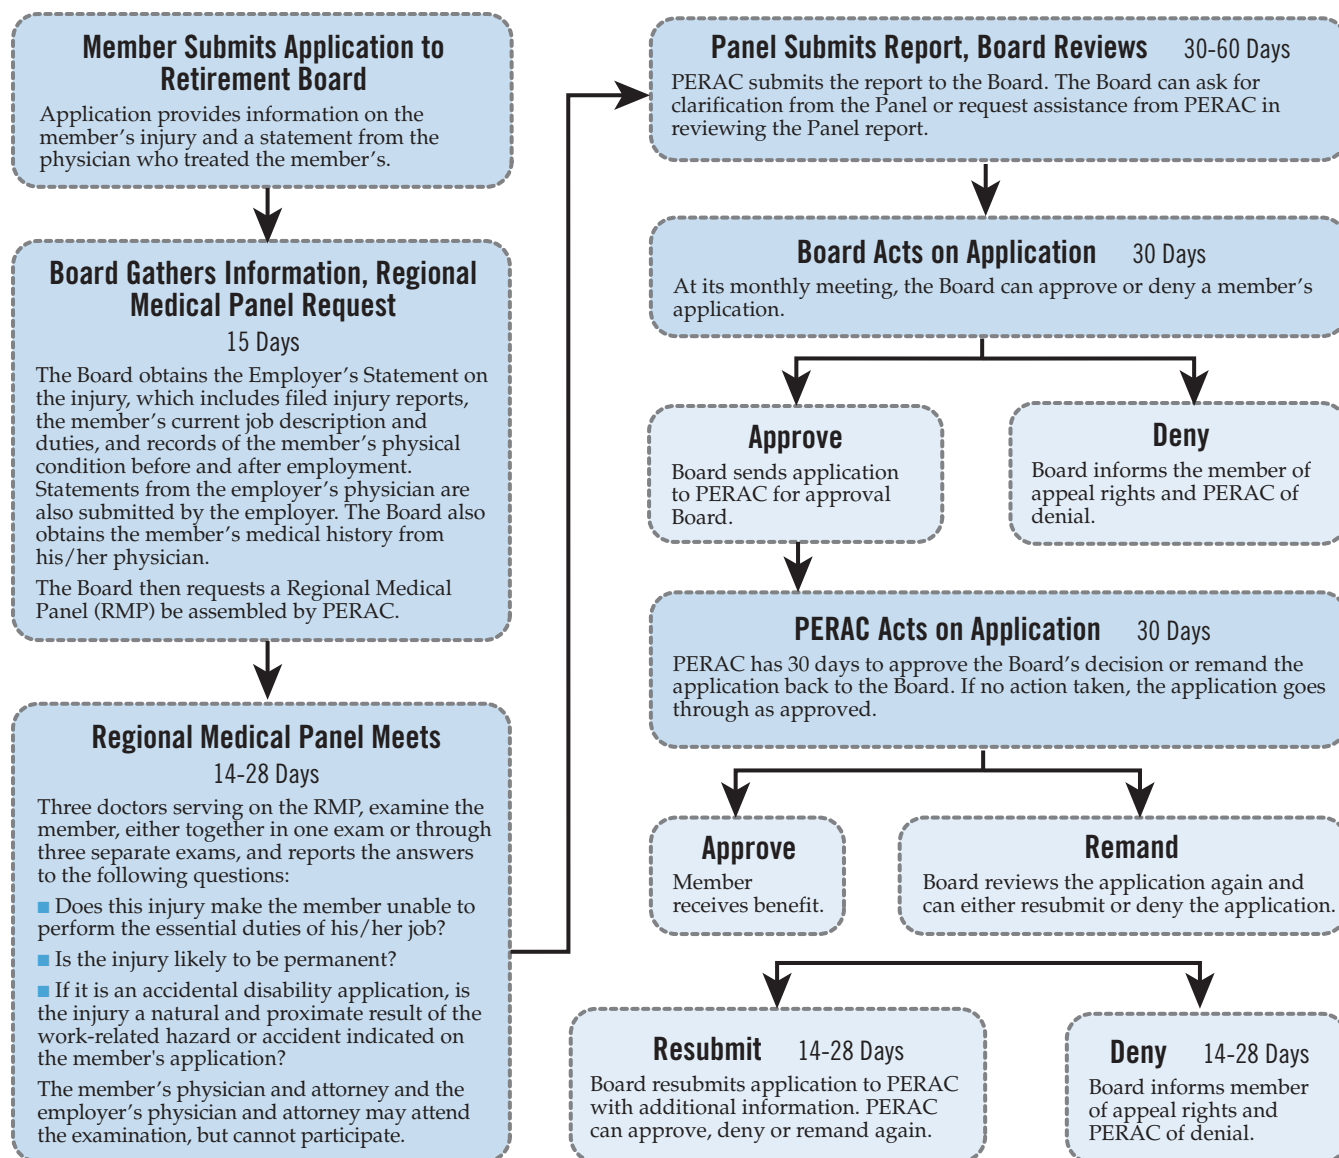 Member Submits Application to
Retirement Board
Application provides information on the
member’s injury and a statement from the
physician who treated the member’s.
Board Gathers Information, Regional
Medical Panel Request
15 Days
The Board obtains the Employer’s Statement on
the injury, which includes filed injury reports,
the member’s current job description and
duties, and records of the member’s physical
condition before and after employment.
Statements from the employer’s physician are
also submitted by the employer. The Board also
obtains the member’s medical history from
his/her physician.
The Board then requests a Regional Medical
Panel (RMP) be assembled by PERAC.
Regional Medical Panel Meets
14-28 Days
Three doctors serving on the RMP, examine the
member, either together in one exam or through
three separate exams, and reports the answers
to the following questions:
■ Does this injury make the member unable to
perform the essential duties of his/her job?
■ Is the injury likely to be permanent?
■ If it is an accidental disability application, is
the injury a natural and proximate result of the
work-related hazard or accident indicated on
the member's application?
The member’s physician and attorney and the
employer’s physician and attorney may attend
the examination, but cannot participate.
Panel Submits Report, Board Reviews 30-60 Days
PERAC submits the report to the Board. The Board can ask for
clarification from the Panel or request assistance from PERAC in
reviewing the Panel report.
Board Acts on Application 30 Days
At its monthly meeting, the Board can approve or deny a member’s
application.
Approve
Board sends application
to PERAC for approval
Board.
Deny
Board informs the member of
appeal rights and PERAC of
denial.
PERAC Acts on Application 30 Days
PERAC has 30 days to approve the Board’s decision or remand the
application back to the Board. If no action taken, the application goes
through as approved.
Approve
Member
receives benefit.
Remand
Board reviews the application again and
can either resubmit or deny the application.
Resubmit 14-28 Days
Board resubmits application to PERAC
with additional information. PERAC
can approve, deny or remand again.
Deny 14-28 Days
Board informs member
of appeal rights and
PERAC of denial.